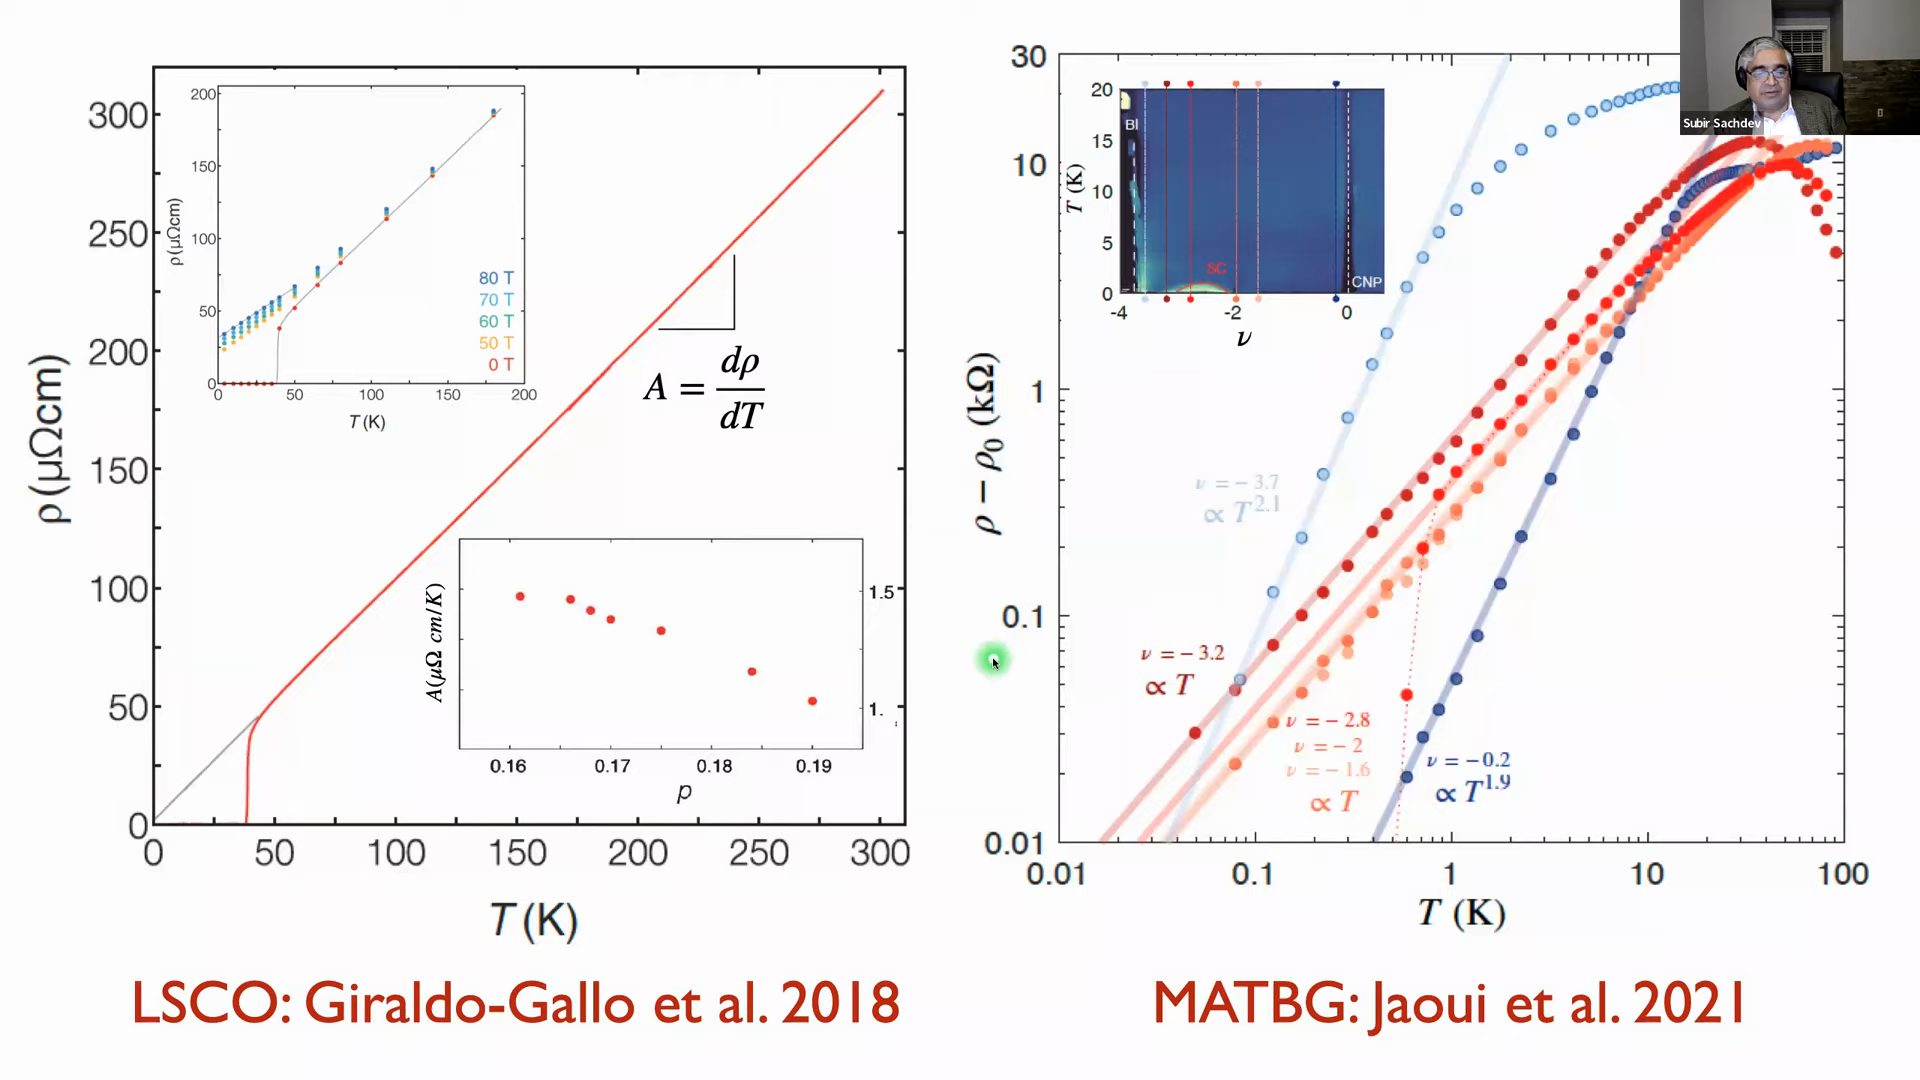 300
250
200
150
100
50
0
0
50
100
150
200
250
300
ρ (μΩcm)
T (K)
200
150
100
50
0
0
50
100
150
200
ρ (μΩcm)
T (K)
80 T
70 T
60 T
50 T
0 T
A = dρ/dT
A(μΩ cm/K)
1.5
1.
0.16
0.17
0.18
0.19
p
LSCO: Giraldo-Gallo et al. 2018
30
10
1
0.1
0.01
0.01
0.1
1
10
100
ρ − ρ₀ (kΩ)
T (K)
20
15
10
5
0
T (K)
BI
SC
CNP
-4
-2
0
ν
ν = − 3.7
∝ T^2.1
ν = − 3.2
∝ T
ν = − 2.8
ν = − 2
ν = − 1.6
∝ T
ν = −0.2
∝ T^1.9
MATBG: Jaoui et al. 2021
Subir Sachdev